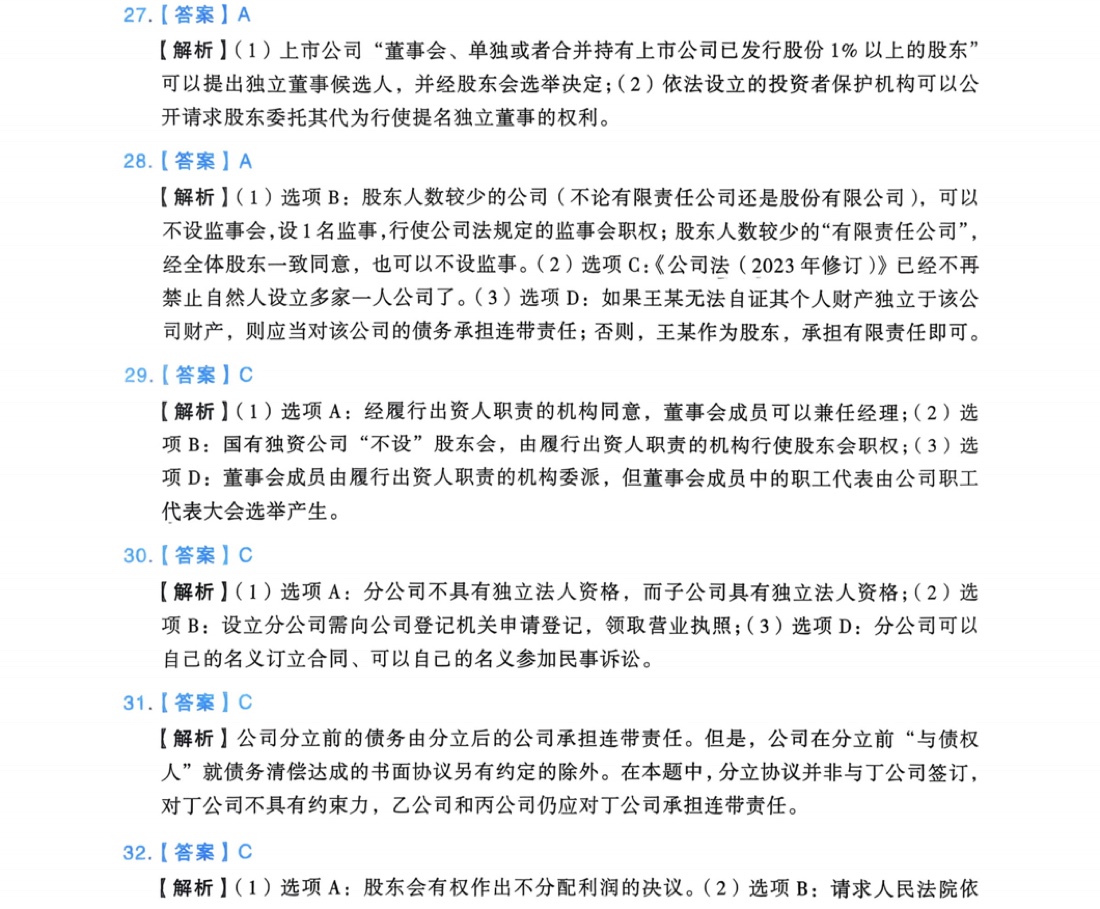 27.【答案】A
【解析】(1)上市公司“董事会、单独或者合并持有上市公司已发行股份1%以上的股东”
可以提出独立董事候选人，并经股东会选举决定；(2)依法设立的投资者保护机构可以公
开请求股东委托其代为行使提名独立董事的权利。
28.【答案】A
【解析】(1)选项B：股东人数较少的公司(不论有限责任公司还是股份有限公司)，可以
不设监事会，设1名监事，行使公司法规定的监事会职权；股东人数较少的“有限责任公司”，
经全体股东一致同意，也可以不设监事。(2)选项C：《公司法(2023年修订)》已经不再
禁止自然人设立多家一人公司了。(3)选项D：如果王某无法自证其个人财产独立于该公
司财产，则应当对该公司的债务承担连带责任；否则，王某作为股东，承担有限责任即可。
29.【答案】C
【解析】(1)选项A：经履行出资人职责的机构同意，董事会成员可以兼任经理；(2)选
项B：国有独资公司“不设”股东会，由履行出资人职责的机构行使股东会职权；(3)选
项D：董事会成员由履行出资人职责的机构委派，但董事会成员中的职工代表由公司职工
代表大会选举产生。
30.【答案】C
【解析】(1)选项A：分公司不具有独立法人资格，而子公司具有独立法人资格；(2)选
项B：设立分公司需向公司登记机关申请登记，领取营业执照；(3)选项D：分公司可以
自己的名义订立合同、可以自己的名义参加民事诉讼。
31.【答案】C
【解析】公司分立前的债务由分立后的公司承担连带责任。但是，公司在分立前“与债权
人”就债务清偿达成的书面协议另有约定的除外。在本题中，分立协议并非与丁公司签订，
对丁公司不具有约束力，乙公司和丙公司仍应对丁公司承担连带责任。
32.【答案】C
【解析】(1)选项A：股东会有权作出不分配利润的决议。(2)选项B：请求人民法院依